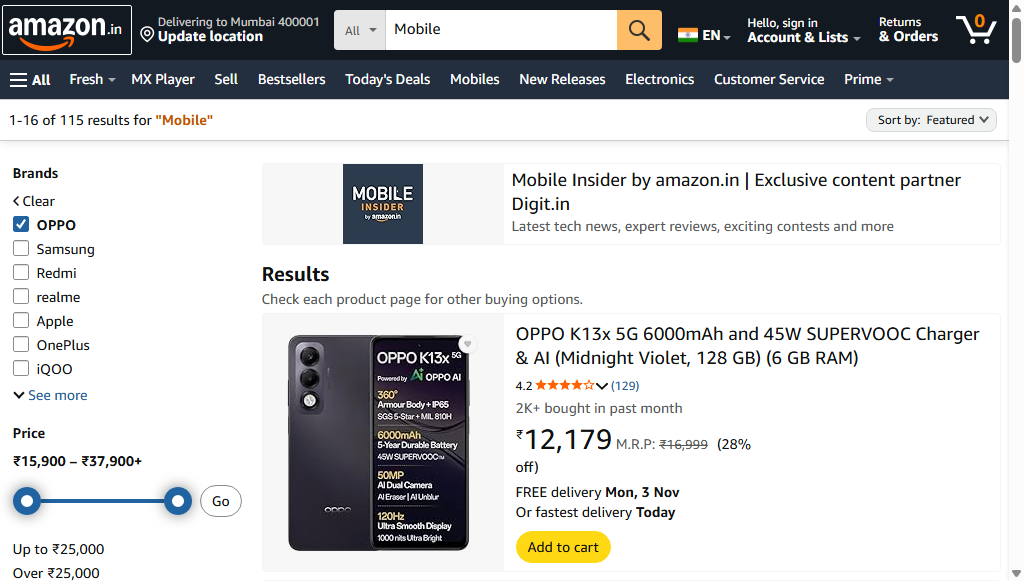 amazon.in
Delivering to Mumbai 400001
Update location
All
Mobile
EN
Hello, sign in
Account & Lists
Returns
& Orders
0
All
Fresh
MX Player
Sell
Bestsellers
Today's Deals
Mobiles
New Releases
Electronics
Customer Service
Prime
1-16 of 115 results for "Mobile"
Sort by: Featured
Brands
Clear
OPPO
Samsung
Redmi
realme
Apple
OnePlus
iQOO
See more
Price
₹15,900 – ₹37,900+
Go
Up to ₹25,000
Over ₹25,000
MOBILE
INSIDER
by amazon.in
Mobile Insider by amazon.in | Exclusive content partner
Digit.in
Latest tech news, expert reviews, exciting contests and more
Results
Check each product page for other buying options.
OPPO K13x 5G
Powered by Ai OPPO AI
360°
Armour Body + IP65
SGS 5-Star + MIL 810H
6000mAh
5-Year Durable Battery
45W SUPERVOOC™
50MP
AI Dual Camera
AI Eraser | AI Unblur
120Hz
Ultra Smooth Display
1000 nits Ultra Bright
oppo
OPPO K13x 5G 6000mAh and 45W SUPERVOOC Charger
& AI (Midnight Violet, 128 GB) (6 GB RAM)
4.2 (129)
2K+ bought in past month
₹12,179 M.R.P: ₹16,999 (28%
off)
FREE delivery Mon, 3 Nov
Or fastest delivery Today
Add to cart